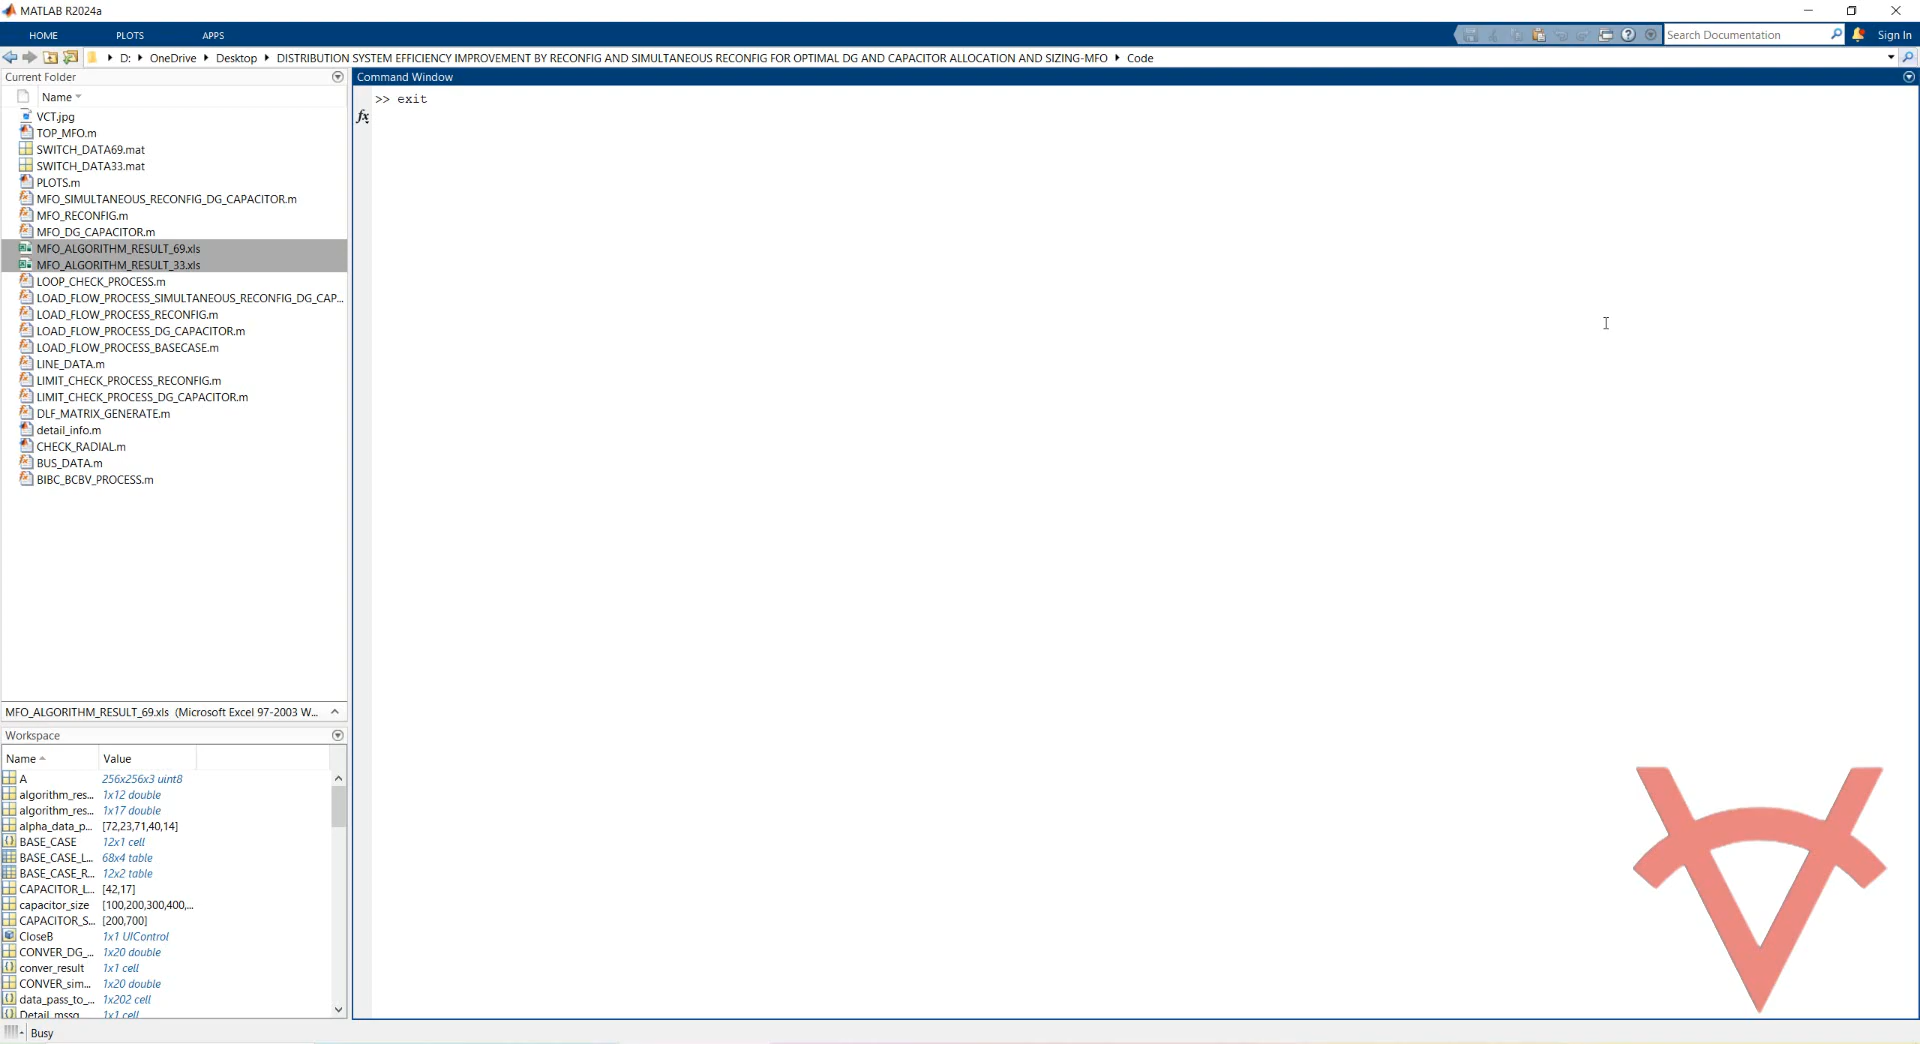 MATLAB R2024a
HOME PLOTS APPS
Search Documentation
Sign In
D: OneDrive Desktop DISTRIBUTION SYSTEM EFFICIENCY IMPROVEMENT BY RECONFIG AND SIMULTANEOUS RECONFIG FOR OPTIMAL DG AND CAPACITOR ALLOCATION AND SIZING-MFO Code
Current Folder
Name
VCT.jpg
TOP_MFO.m
SWITCH_DATA69.mat
SWITCH_DATA33.mat
PLOTS.m
MFO_SIMULTANEOUS_RECONFIG_DG_CAPACITOR.m
MFO_RECONFIG.m
MFO_DG_CAPACITOR.m
MFO_ALGORITHM_RESULT_69.xls
MFO_ALGORITHM_RESULT_33.xls
LOOP_CHECK_PROCESS.m
LOAD_FLOW_PROCESS_SIMULTANEOUS_RECONFIG_DG_CAP...
LOAD_FLOW_PROCESS_RECONFIG.m
LOAD_FLOW_PROCESS_DG_CAPACITOR.m
LOAD_FLOW_PROCESS_BASECASE.m
LINE_DATA.m
LIMIT_CHECK_PROCESS_RECONFIG.m
LIMIT_CHECK_PROCESS_DG_CAPACITOR.m
DLF_MATRIX_GENERATE.m
detail_info.m
CHECK_RADIAL.m
BUS_DATA.m
BIBC_BCBV_PROCESS.m
MFO_ALGORITHM_RESULT_69.xls (Microsoft Excel 97-2003 W...
Workspace
Name Value
A 256x256x3 uint8
algorithm_res... 1x12 double
algorithm_res... 1x17 double
alpha_data_p... [72,23,71,40,14]
BASE_CASE 12x1 cell
BASE_CASE_L... 68x4 table
BASE_CASE_R... 12x2 table
CAPACITOR_L... [42,17]
capacitor_size [100,200,300,400,...
CAPACITOR_S... [200,700]
CloseB 1x1 UIControl
CONVER_DG_... 1x20 double
conver_result 1x1 cell
CONVER_sim... 1x20 double
data_pass_to_... 1x202 cell
Detail_mssg 1x1 cell
Command Window
>> exit
fx
Busy